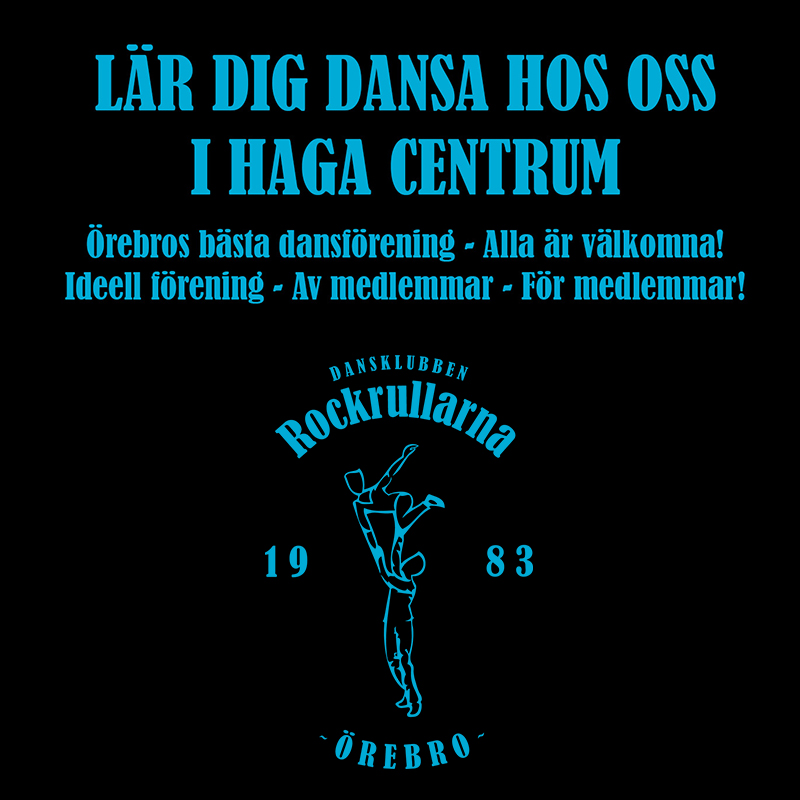 LÄR DIG DANSA HOS OSS
I HAGA CENTRUM
Örebros bästa dansförening - Alla är välkomna!
Ideell förening - Av medlemmar - För medlemmar!
DANSKLUBBEN
Rockrullarna
19 83
~ ÖREBRO ~